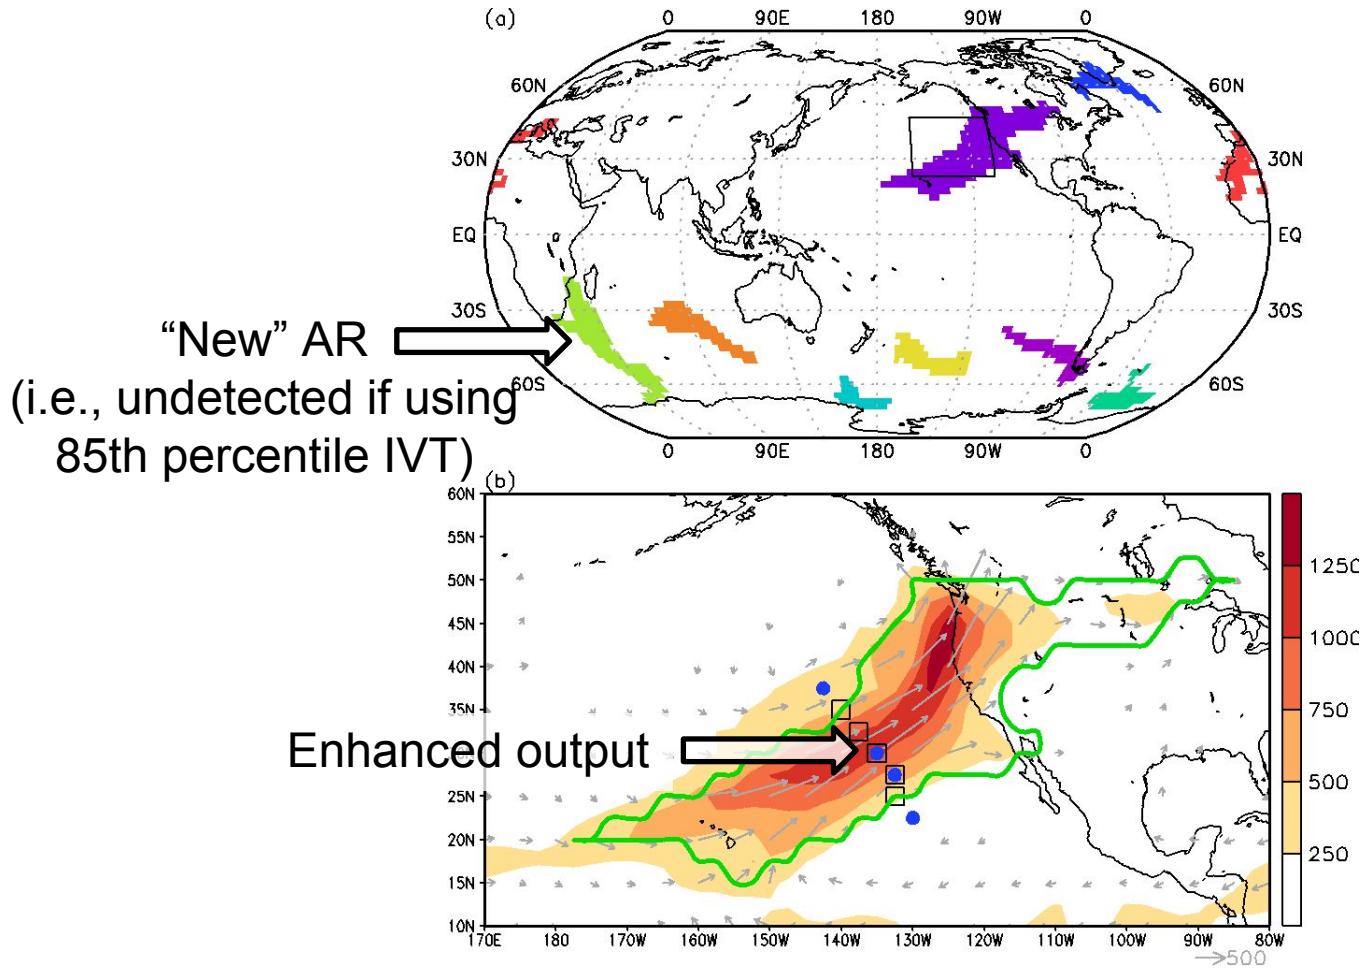 (a)
0 90E 180 90W 0
60N 60N
30N 30N
EQ EQ
30S 30S
60S 60S
0 90E 180 90W 0
“New” AR
(i.e., undetected if using
85th percentile IVT)
(b)
60N
55N
50N
45N
40N
35N
30N
25N
20N
15N
10N
170E 180 170W 160W 150W 140W 130W 120W 110W 100W 90W 80W
Enhanced output
1250
1000
750
500
250
500